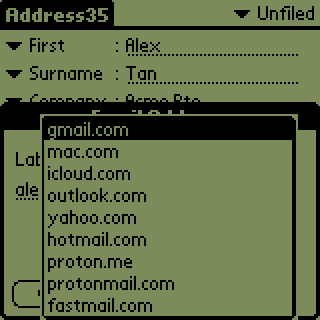 Address35 Unfiled
First : Alex
Surname : Tan
gmail.com
mac.com
icloud.com
outlook.com
yahoo.com
hotmail.com
proton.me
protonmail.com
fastmail.com